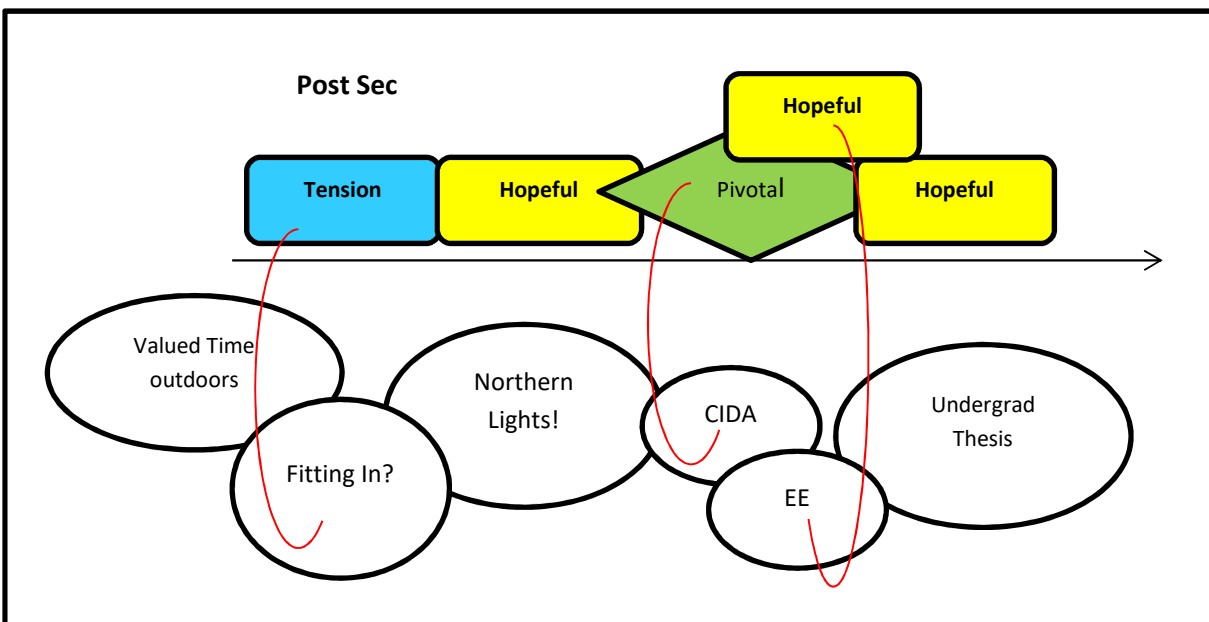 Post Sec
Hopeful
Tension
Hopeful
Pivotal
Hopeful
Valued Time
outdoors
Northern
Lights!
CIDA
Undergrad
Thesis
Fitting In?
EE